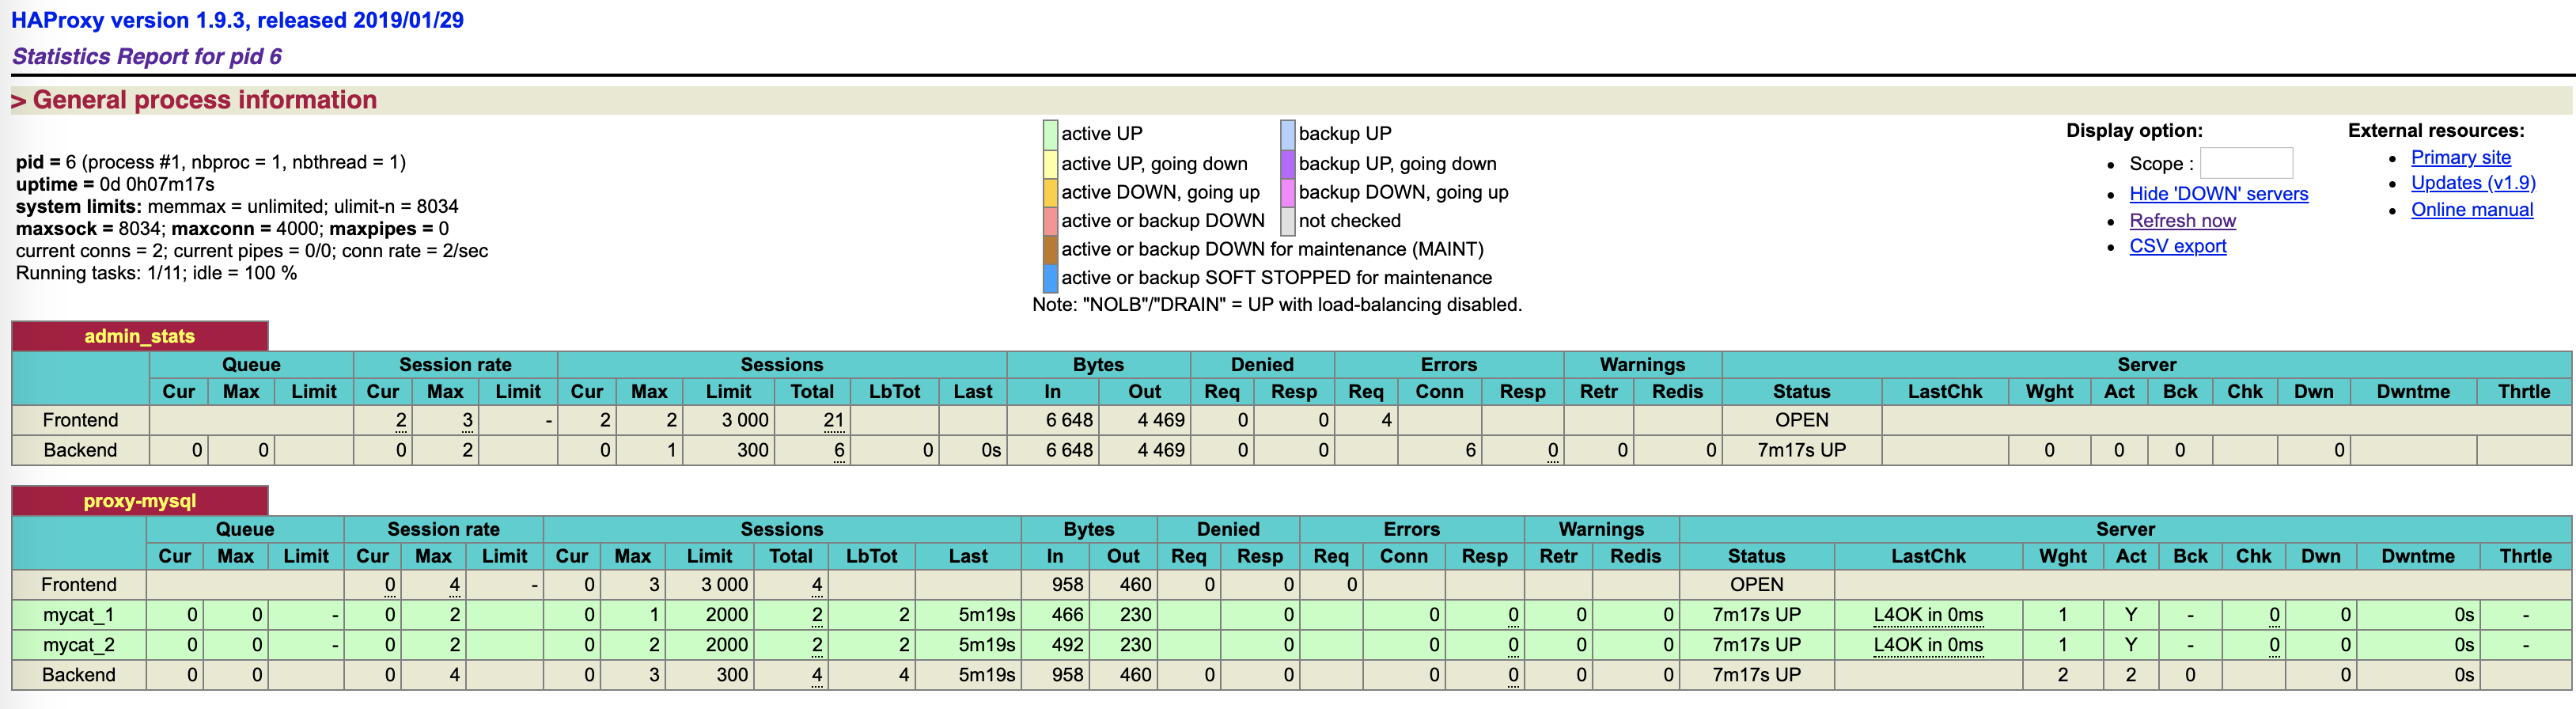 HAProxy version 1.9.3, released 2019/01/29
Statistics Report for pid 6
> General process information
pid = 6 (process #1, nbproc = 1, nbthread = 1)
uptime = 0d 0h07m17s
system limits: memmax = unlimited; ulimit-n = 8034
maxsock = 8034; maxconn = 4000; maxpipes = 0
current conns = 2; current pipes = 0/0; conn rate = 2/sec
Running tasks: 1/11; idle = 100 %
active UP backup UP
active UP, going down backup UP, going down
active DOWN, going up backup DOWN, going up
active or backup DOWN not checked
active or backup DOWN for maintenance (MAINT)
active or backup SOFT STOPPED for maintenance
Note: "NOLB"/"DRAIN" = UP with load-balancing disabled.
Display option:
Scope :
Hide 'DOWN' servers
Refresh now
CSV export
External resources:
Primary site
Updates (v1.9)
Online manual
admin_stats
Queue Session rate Sessions Bytes Denied Errors Warnings Server
Cur Max Limit Cur Max Limit Cur Max Limit Total LbTot Last In Out Req Resp Req Conn Resp Retr Redis Status LastChk Wght Act Bck Chk Dwn Dwntme Thrtle
Frontend 2 3 - 2 2 3 000 21 6 648 4 469 0 0 4 OPEN
Backend 0 0 0 2 0 1 300 6 0 0s 6 648 4 469 0 0 6 0 0 0 7m17s UP 0 0 0 0
proxy-mysql
Queue Session rate Sessions Bytes Denied Errors Warnings Server
Cur Max Limit Cur Max Limit Cur Max Limit Total LbTot Last In Out Req Resp Req Conn Resp Retr Redis Status LastChk Wght Act Bck Chk Dwn Dwntme Thrtle
Frontend 0 4 - 0 3 3 000 4 958 460 0 0 0 OPEN
mycat_1 0 0 - 0 2 0 1 2000 2 2 5m19s 466 230 0 0 0 0 0 7m17s UP L4OK in 0ms 1 Y - 0 0 0s -
mycat_2 0 0 - 0 2 0 2 2000 2 2 5m19s 492 230 0 0 0 0 0 7m17s UP L4OK in 0ms 1 Y - 0 0 0s -
Backend 0 0 0 4 0 3 300 4 4 5m19s 958 460 0 0 0 0 0 0 7m17s UP 2 2 0 0 0s